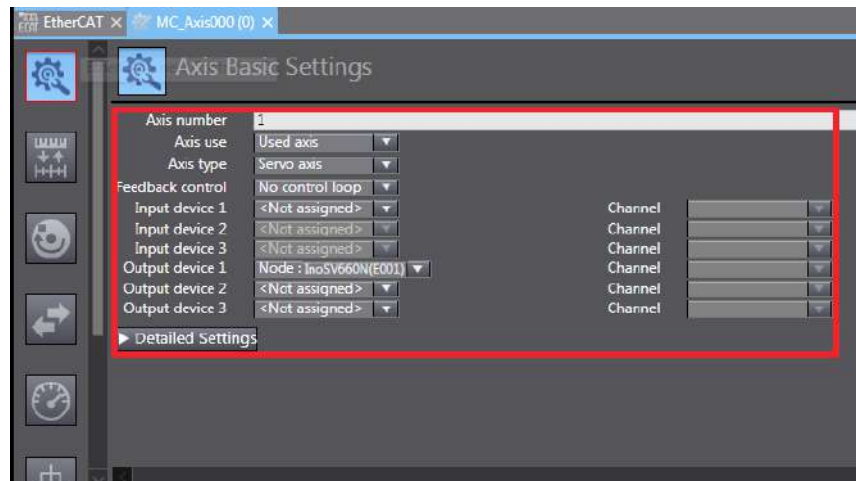 EtherCAT × MC_Axis000 (0) ×
Axis Basic Settings
Axis number 1
Axis use Used axis
Axis type Servo axis
Feedback control No control loop
Input device 1 <Not assigned> Channel
Input device 2 <Not assigned> Channel
Input device 3 <Not assigned> Channel
Output device 1 Node : InoSV660N(E001) Channel
Output device 2 <Not assigned> Channel
Output device 3 <Not assigned> Channel
Detailed Settings